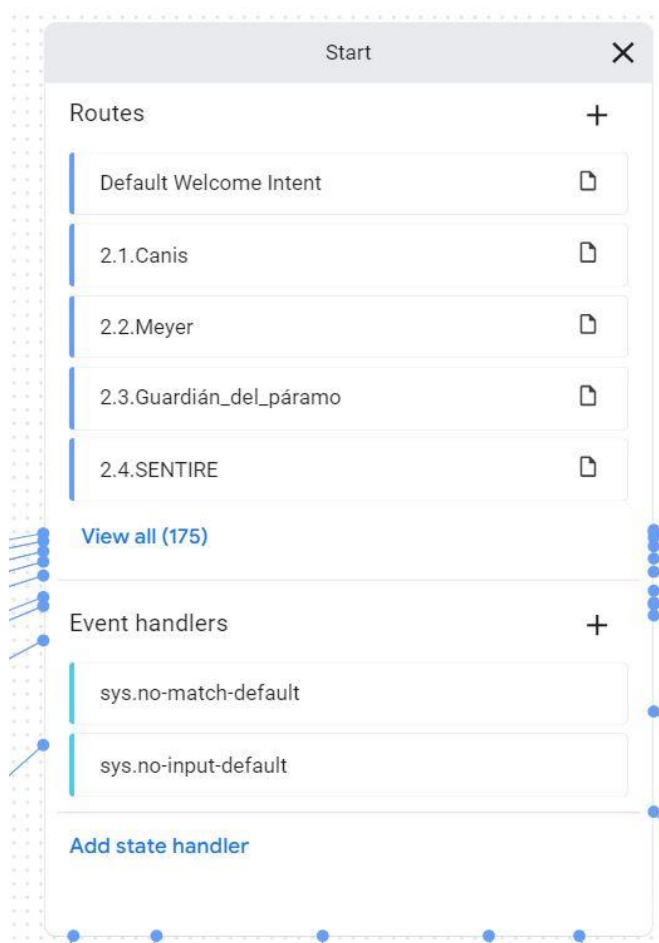 Start
Routes
Default Welcome Intent
2.1.Canis
2.2.Meyer
2.3.Guardián_del_páramo
2.4.SENTIRE
View all (175)
Event handlers
sys.no-match-default
sys.no-input-default
Add state handler